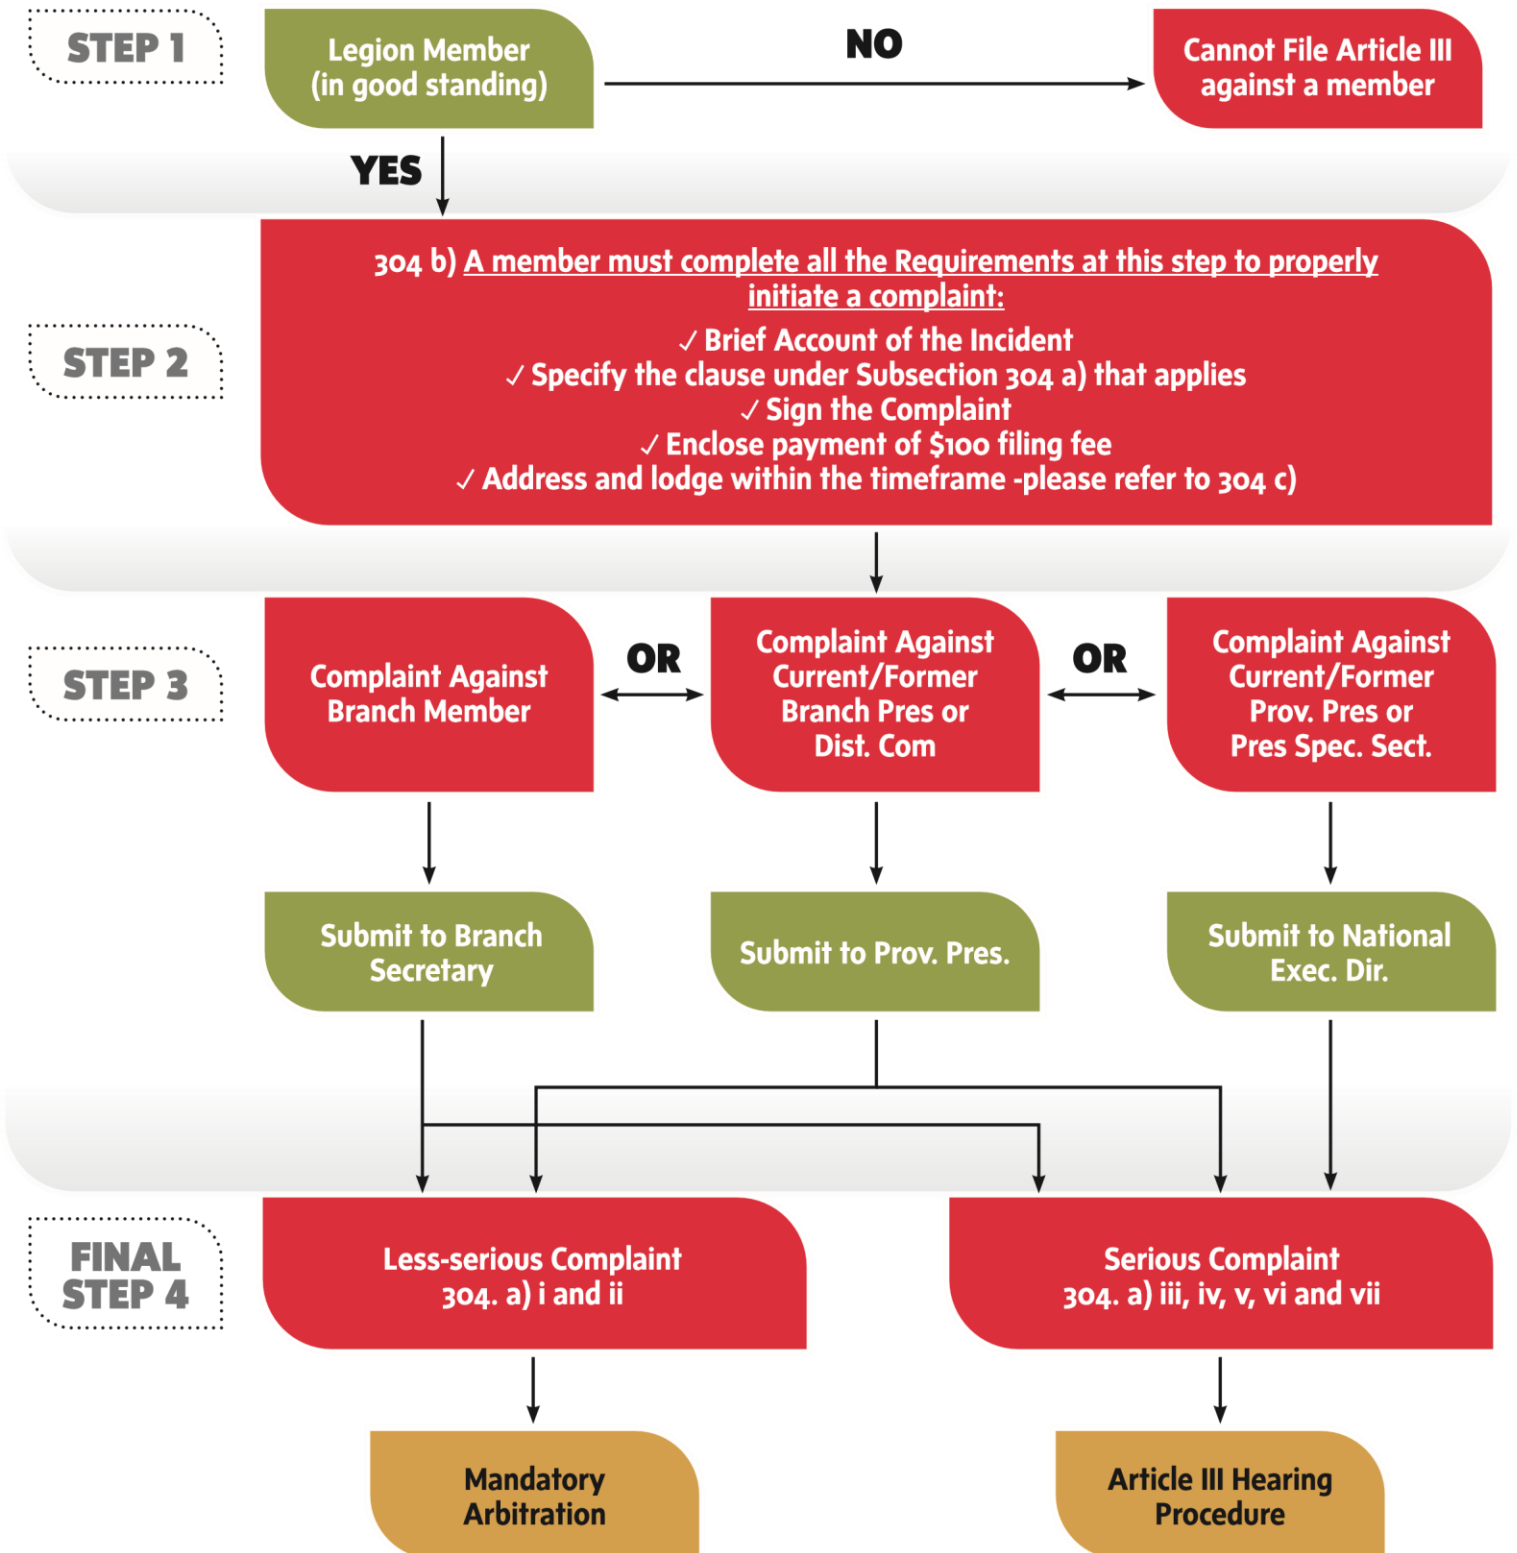 STEP 1
Legion Member
(in good standing)
NO
Cannot File Article III
against a member
YES
STEP 2
304 b) A member must complete all the Requirements at this step to properly
initiate a complaint:
✓ Brief Account of the Incident
✓ Specify the clause under Subsection 304 a) that applies
✓ Sign the Complaint
✓ Enclose payment of $100 filing fee
✓ Address and lodge within the timeframe -please refer to 304 c)
STEP 3
Complaint Against
Branch Member
OR
Complaint Against
Current/Former
Branch Pres or
Dist. Com
OR
Complaint Against
Current/Former
Prov. Pres or
Pres Spec. Sect.
Submit to Branch
Secretary
Submit to Prov. Pres.
Submit to National
Exec. Dir.
FINAL
STEP 4
Less-serious Complaint
304. a) i and ii
Serious Complaint
304. a) iii, iv, v, vi and vii
Mandatory
Arbitration
Article III Hearing
Procedure